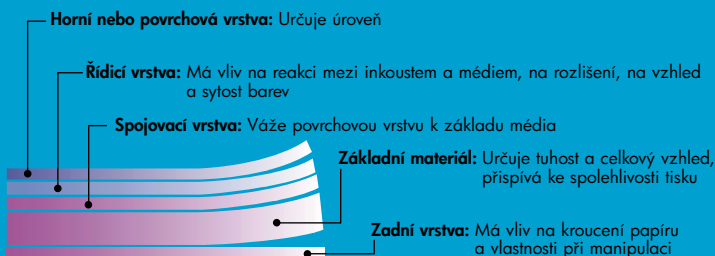 Horní nebo povrchová vrstva: Určuje úroveň
Řídicí vrstva: Má vliv na reakci mezi inkoustem a médiem, na rozlišení, na vzhled
a sytost barev
Spojovací vrstva: Váže povrchovou vrstvu k základu média
Základní materiál: Určuje tuhost a celkový vzhled,
přispívá ke spolehlivosti tisku
Zadní vrstva: Má vliv na kroucení papíru
a vlastnosti při manipulaci